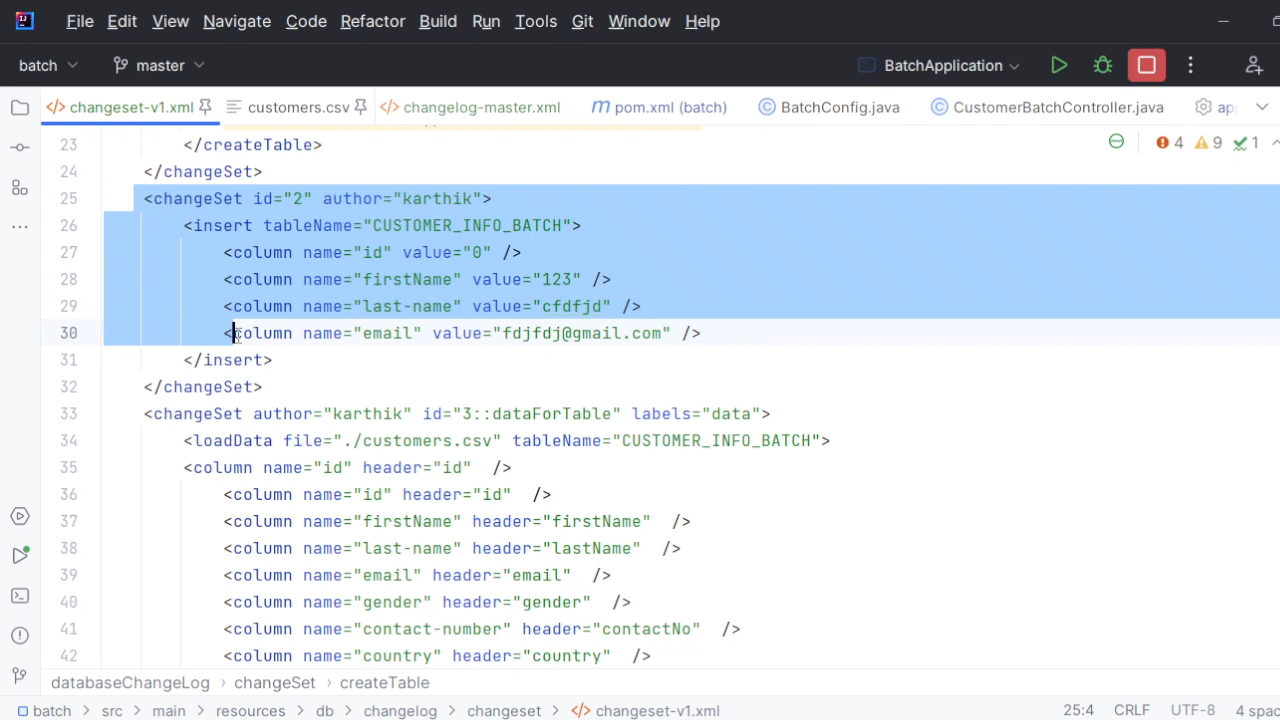 File Edit View Navigate Code Refactor Build Run Tools Git Window Help
batch master BatchApplication
</> changeset-v1.xml customers.csv </> changelog-master.xml m pom.xml (batch) © BatchConfig.java © CustomerBatchController.java ap
4 9 1
23 </createTable>
24 </changeSet>
25 <changeSet id="2" author="karthik">
26 <insert tableName="CUSTOMER_INFO_BATCH">
27 <column name="id" value="0" />
28 <column name="firstName" value="123" />
29 <column name="last-name" value="cfdfjd" />
30 <column name="email" value="fdjfdj@gmail.com" />
31 </insert>
32 </changeSet>
33 <changeSet author="karthik" id="3::dataForTable" labels="data">
34 <loadData file="./customers.csv" tableName="CUSTOMER_INFO_BATCH">
35 <column name="id" header="id" />
36 <column name="id" header="id" />
37 <column name="firstName" header="firstName" />
38 <column name="last-name" header="lastName" />
39 <column name="email" header="email" />
40 <column name="gender" header="gender" />
41 <column name="contact-number" header="contactNo" />
42 <column name="country" header="country" />
databaseChangeLog › changeSet › createTable
batch > src > main > resources > db > changelog > changeset > </> changeset-v1.xml 25:4 CRLF UTF-8 4 spac